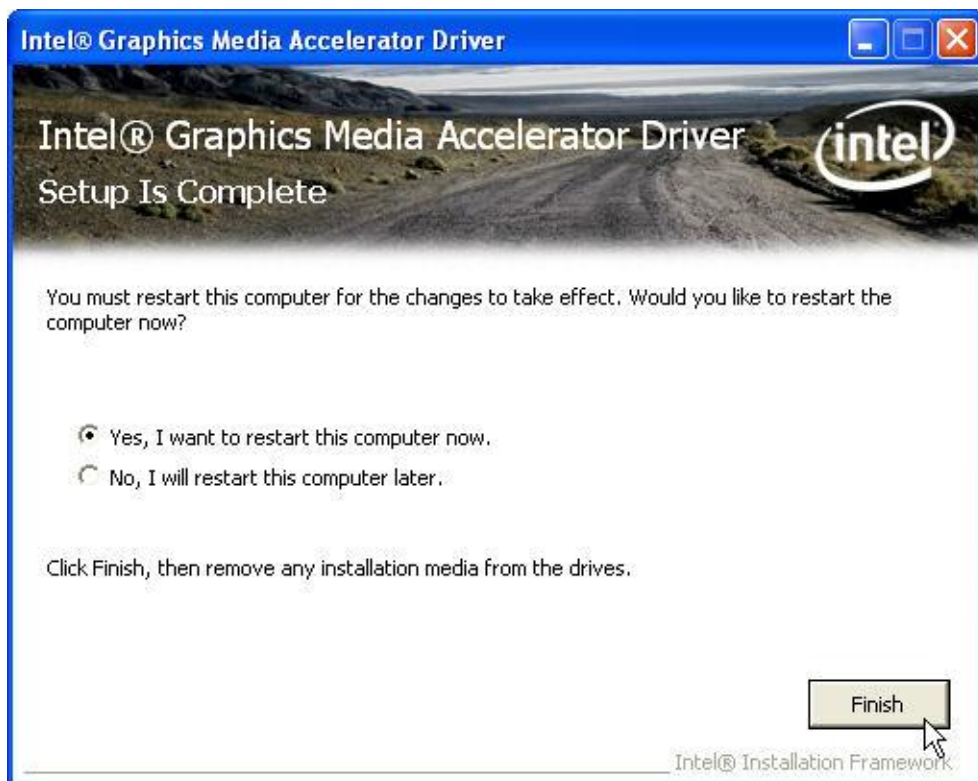 Intel® Graphics Media Accelerator Driver
Intel® Graphics Media Accelerator Driver
intel®
Setup Is Complete
You must restart this computer for the changes to take effect. Would you like to restart the
computer now?
Yes, I want to restart this computer now.
No, I will restart this computer later.
Click Finish, then remove any installation media from the drives.
Finish
Intel® Installation Framework